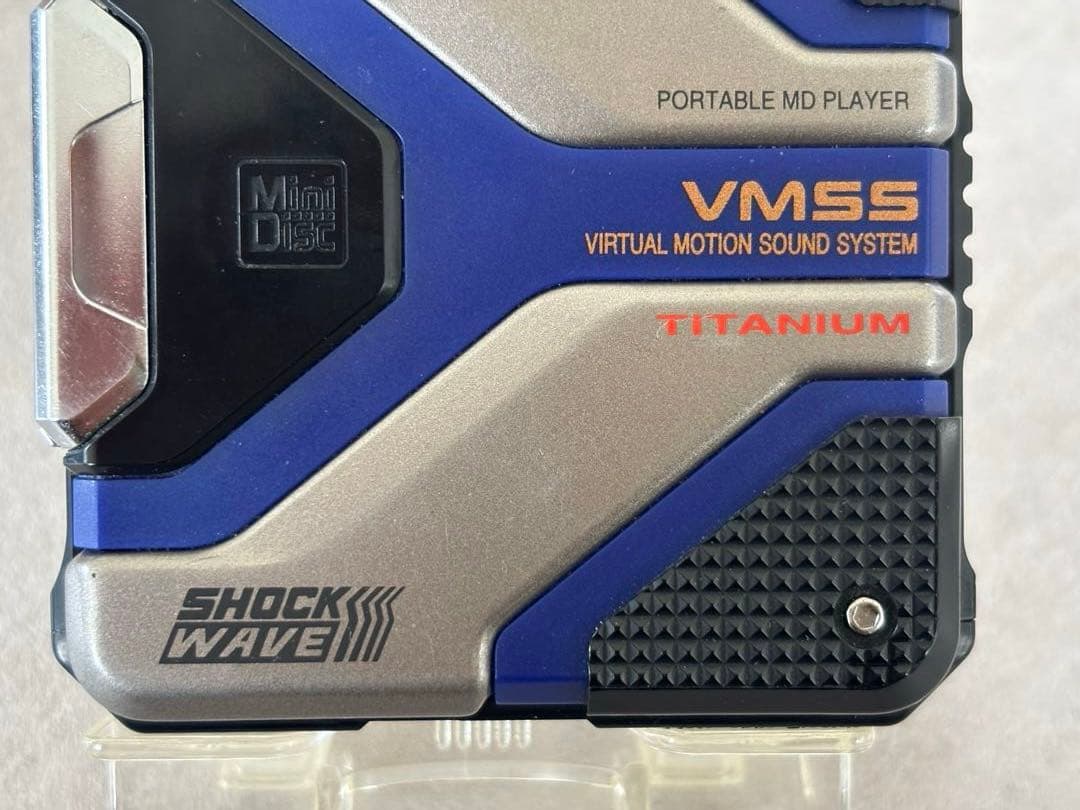 PORTABLE MD PLAYER
Mini
Disc
VMSS
VIRTUAL MOTION SOUND SYSTEM
TITANIUM
SHOCK
WAVE